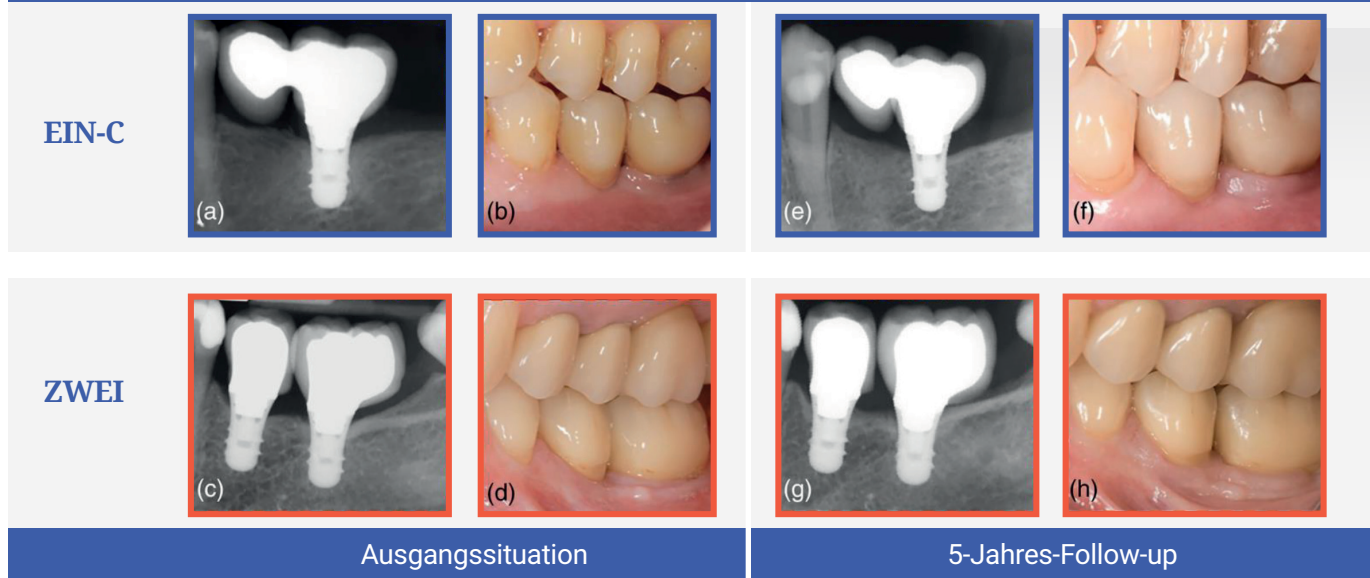 EIN-C
(a)
(b)
(e)
(f)
ZWEI
(c)
(d)
(g)
(h)
Ausgangssituation
5-Jahres-Follow-up